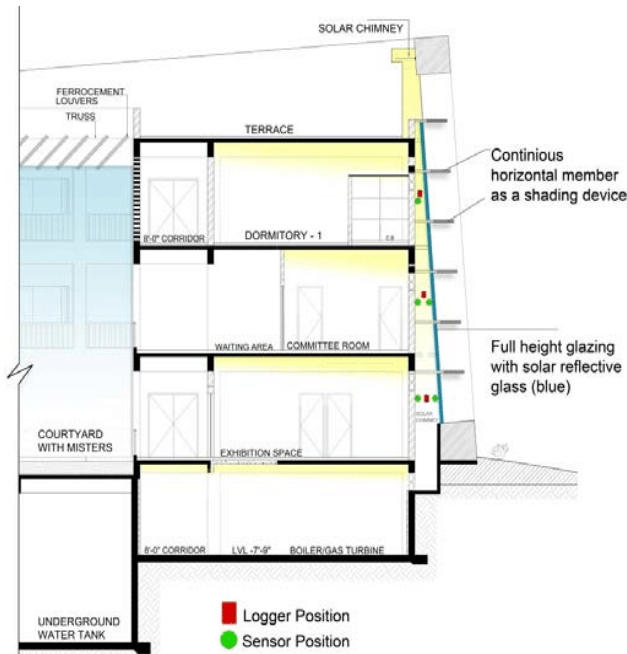 SOLAR CHIMNEY
FERROCEMENT
LOUVERS
TRUSS
TERRACE
Continious
horizontal member
as a shading device
8'-0" CORRIDOR
DORMITORY - 1
C.B
WAITING AREA
COMMITTEE ROOM
Full height glazing
with solar reflective
glass (blue)
SOLAR
CHIMNEY
COURTYARD
WITH MISTERS
EXHIBITION SPACE
8'-0" CORRIDOR
LVL -7'-9"
BOILER/GAS TURBINE
UNDERGROUND
WATER TANK
Logger Position
Sensor Position